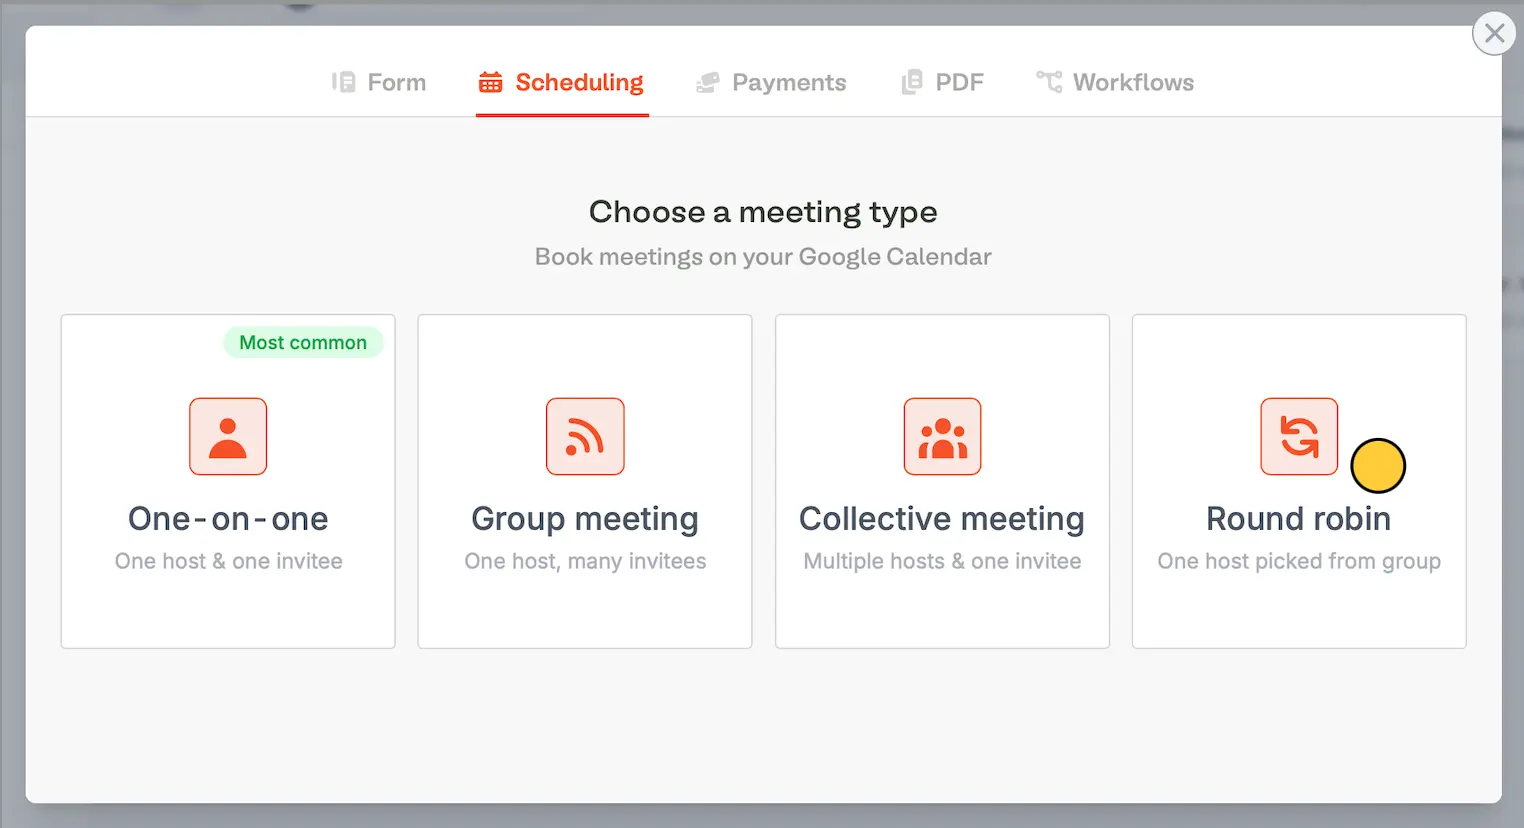 Form
Scheduling
Payments
PDF
Workflows
Choose a meeting type
Book meetings on your Google Calendar
Most common
One-on-one
One host & one invitee
Group meeting
One host, many invitees
Collective meeting
Multiple hosts & one invitee
Round robin
One host picked from group